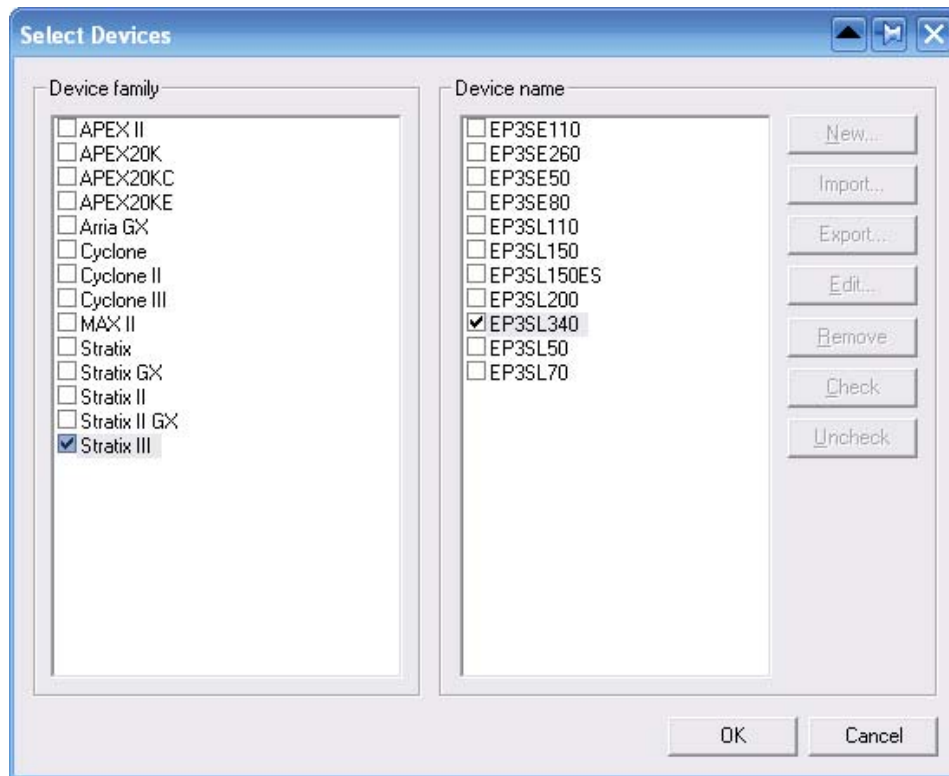 Select Devices
Device family
APEX II
APEX20K
APEX20KC
APEX20KE
Arria GX
Cyclone
Cyclone II
Cyclone III
MAX II
Stratix
Stratix GX
Stratix II
Stratix II GX
Stratix III
Device name
EP3SE110
EP3SE260
EP3SE50
EP3SE80
EP3SL110
EP3SL150
EP3SL150ES
EP3SL200
EP3SL340
EP3SL50
EP3SL70
New...
Import...
Export...
Edit...
Remove
Check
Uncheck
OK
Cancel